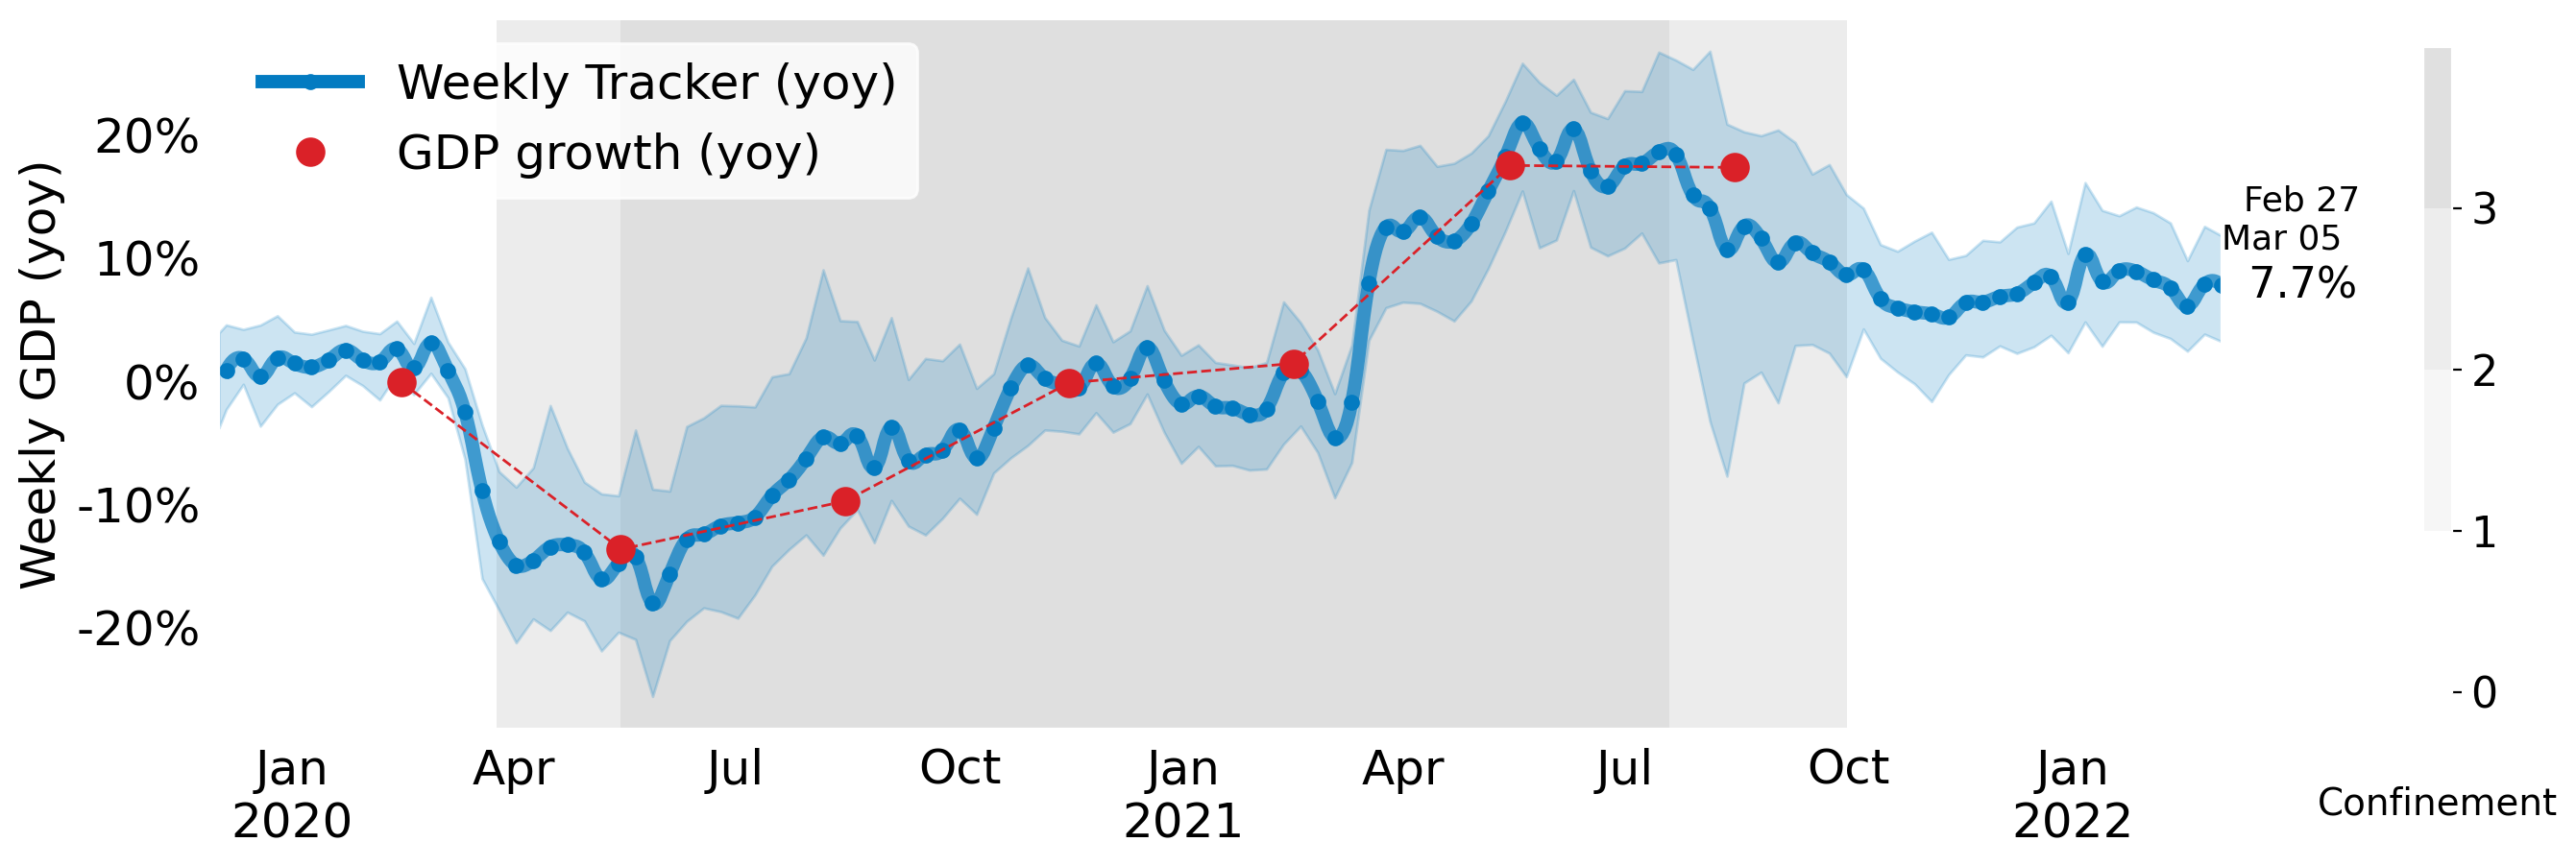 Weekly Tracker (yoy)
GDP growth (yoy)
Weekly GDP (yoy)
20%
10%
0%
-10%
-20%
Jan
2020
Apr
Jul
Oct
Jan
2021
Apr
Jul
Oct
Jan
2022
Feb 27
Mar 05
7.7%
3
2
1
0
Confinement